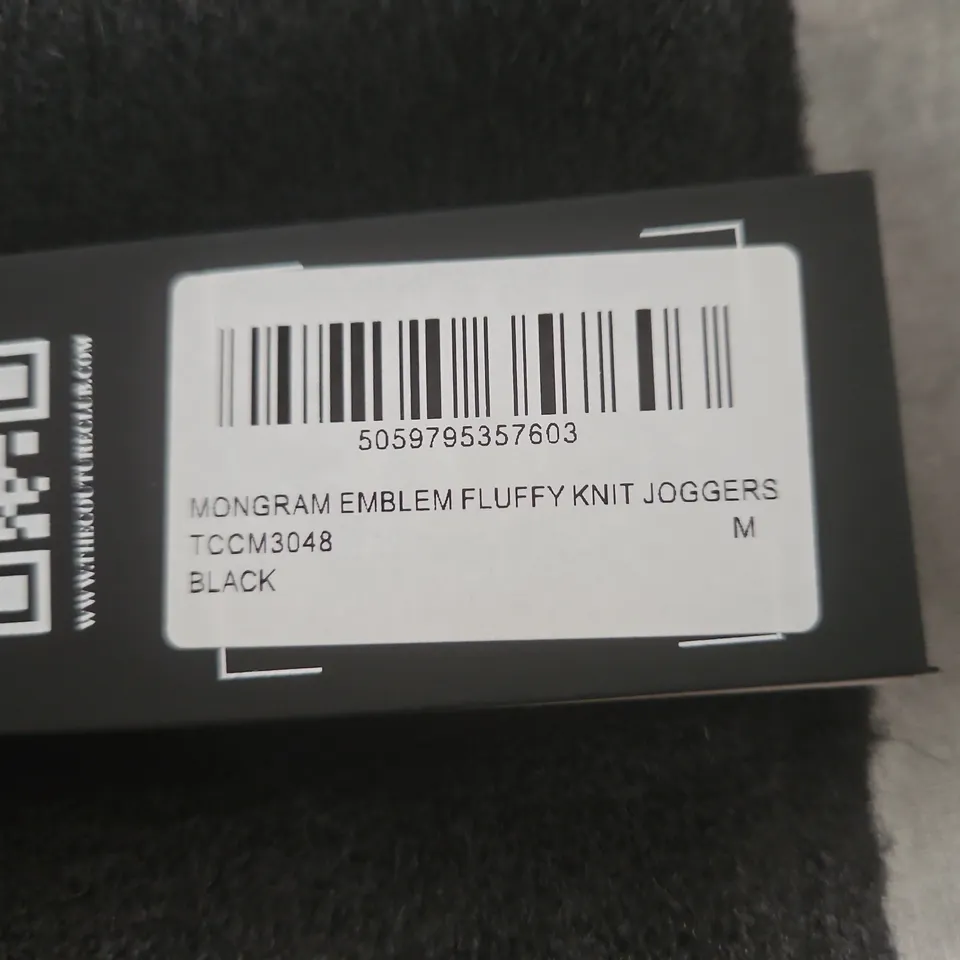 WWW.THECOUTURECLUB.COM
5059795357603
MONGRAM EMBLEM FLUFFY KNIT JOGGERS
TCCM3048 M
BLACK